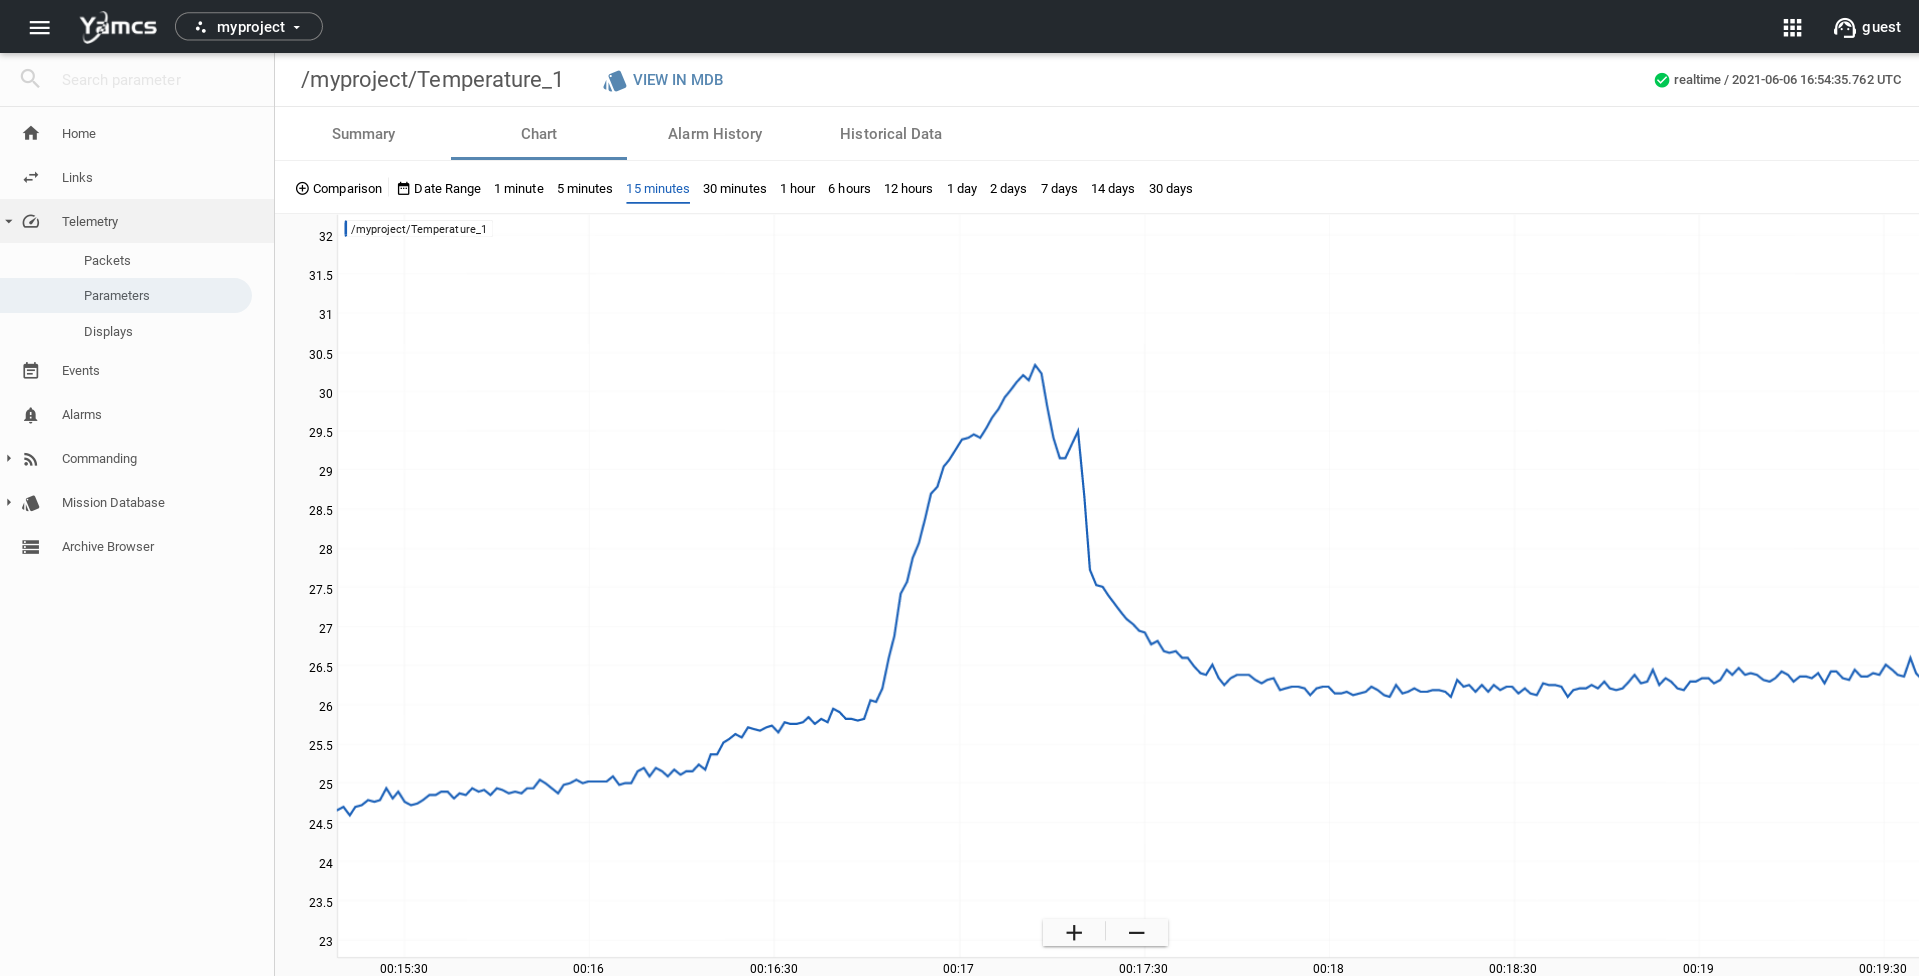 Yamcs
myproject
guest
Search parameter
/myproject/Temperature_1
VIEW IN MDB
realtime / 2021-06-06 16:54:35.762 UTC
Home
Links
Telemetry
Packets
Parameters
Displays
Events
Alarms
Commanding
Mission Database
Archive Browser
Summary
Chart
Alarm History
Historical Data
Comparison
Date Range
1 minute
5 minutes
15 minutes
30 minutes
1 hour
6 hours
12 hours
1 day
2 days
7 days
14 days
30 days
/myproject/Temperature_1
32
31.5
31
30.5
30
29.5
29
28.5
28
27.5
27
26.5
26
25.5
25
24.5
24
23.5
23
00:15:30
00:16
00:16:30
00:17
00:17:30
00:18
00:18:30
00:19
00:19:30